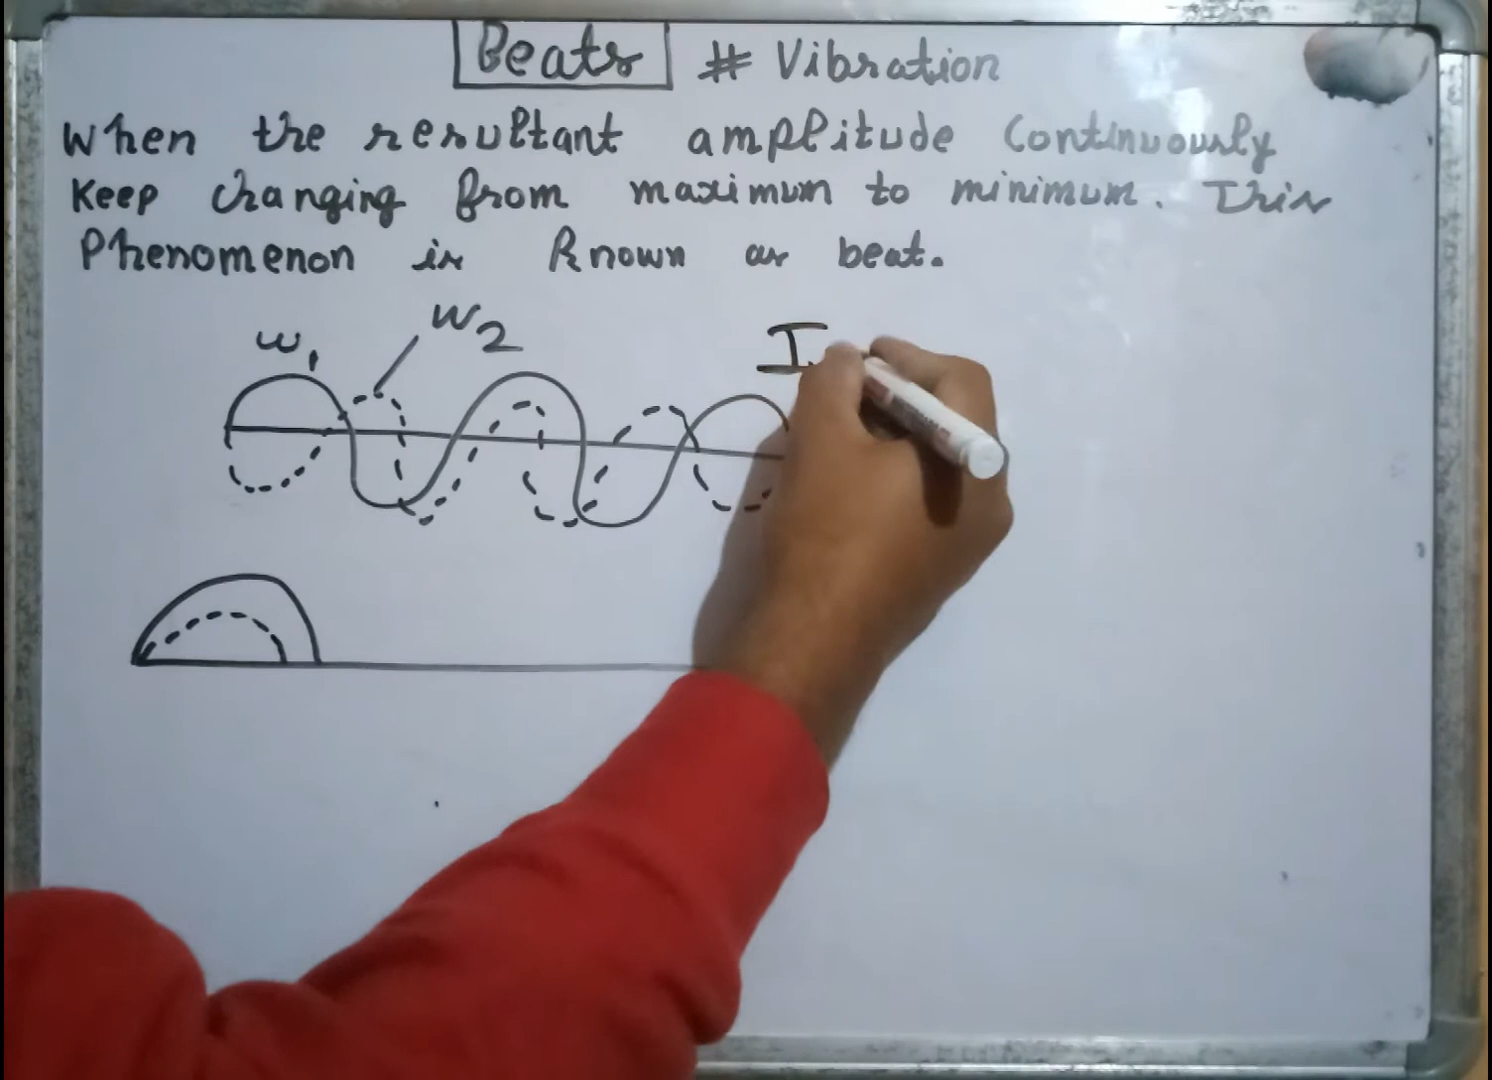 Beats # Vibration
When the resultant amplitude continuously
Keep changing from maximum to minimum. This
Phenomenon is Known as beat.
w1
w2
I